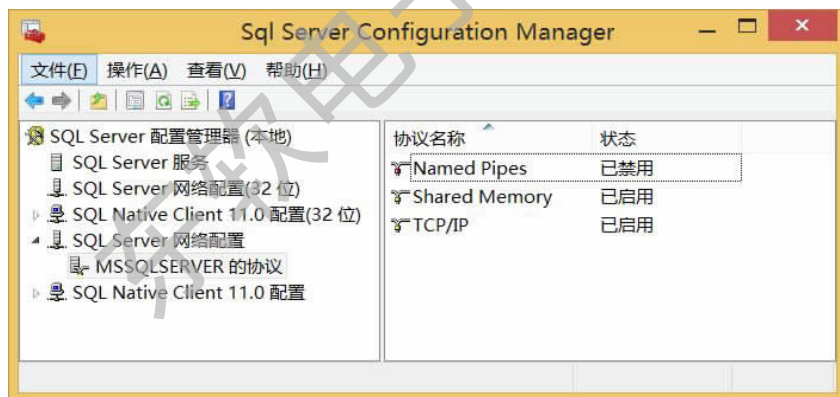 Sql Server Configuration Manager
文件(F) 操作(A) 查看(V) 帮助(H)
SQL Server 配置管理器 (本地)
SQL Server 服务
SQL Server 网络配置(32 位)
SQL Native Client 11.0 配置(32 位)
SQL Server 网络配置
MSSQLSERVER 的协议
SQL Native Client 11.0 配置
协议名称 状态
Named Pipes 已禁用
Shared Memory 已启用
TCP/IP 已启用
东软电子